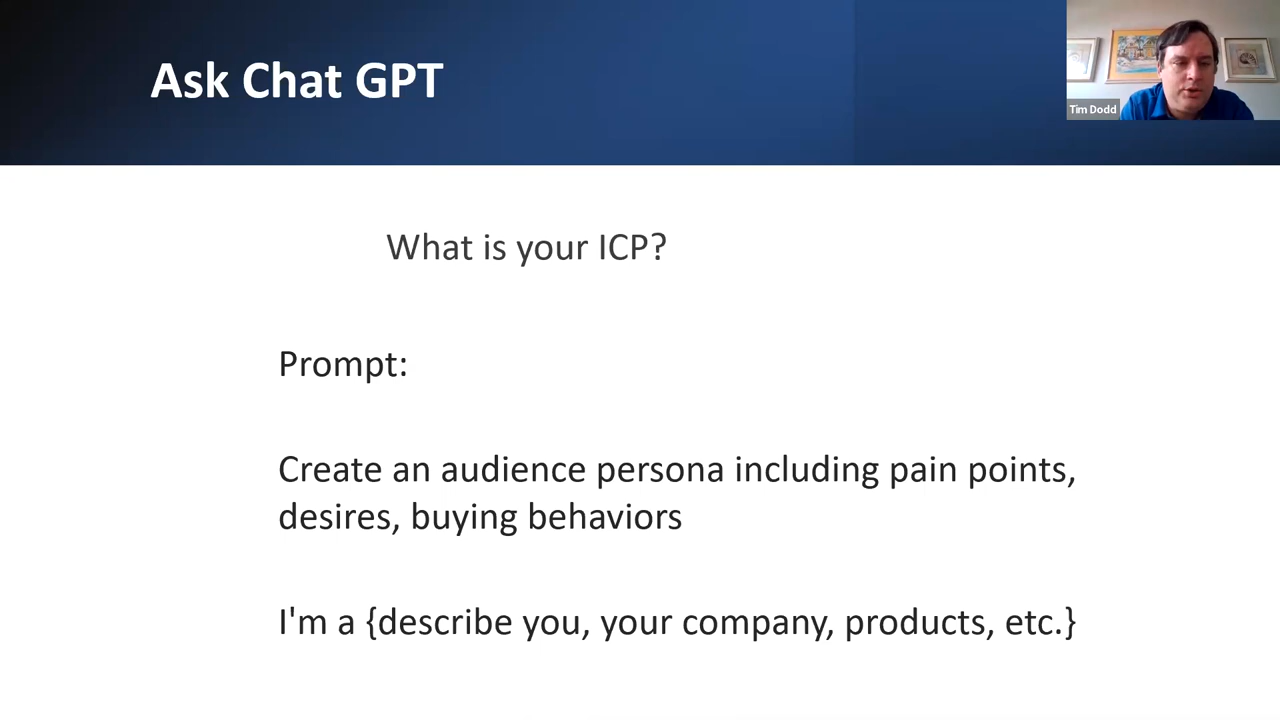 Ask Chat GPT
Tim Dodd
What is your ICP?
Prompt:
Create an audience persona including pain points,
desires, buying behaviors
I'm a {describe you, your company, products, etc.}